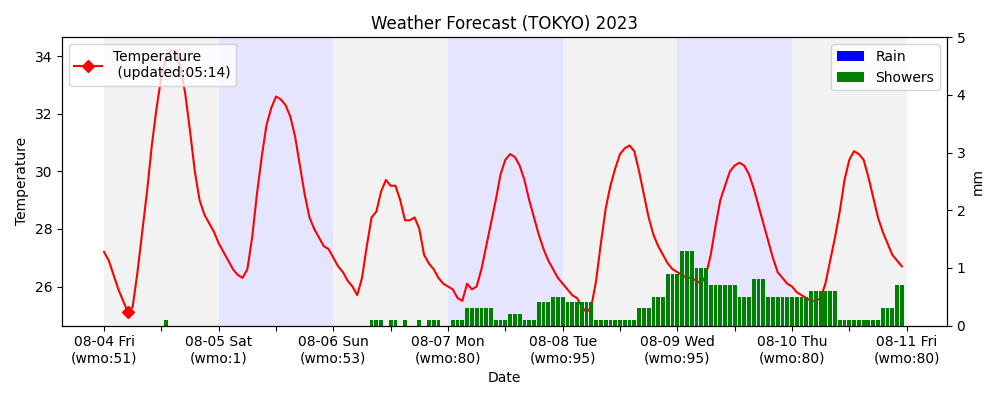 Weather Forecast (TOKYO) 2023
Temperature
(updated:05:14)
Rain
Showers
Temperature
34
32
30
28
26
5
4
3
2
1
0
mm
08-04 Fri
(wmo:51)
08-05 Sat
(wmo:1)
08-06 Sun
(wmo:53)
08-07 Mon
(wmo:80)
08-08 Tue
(wmo:95)
08-09 Wed
(wmo:95)
08-10 Thu
(wmo:80)
08-11 Fri
(wmo:80)
Date